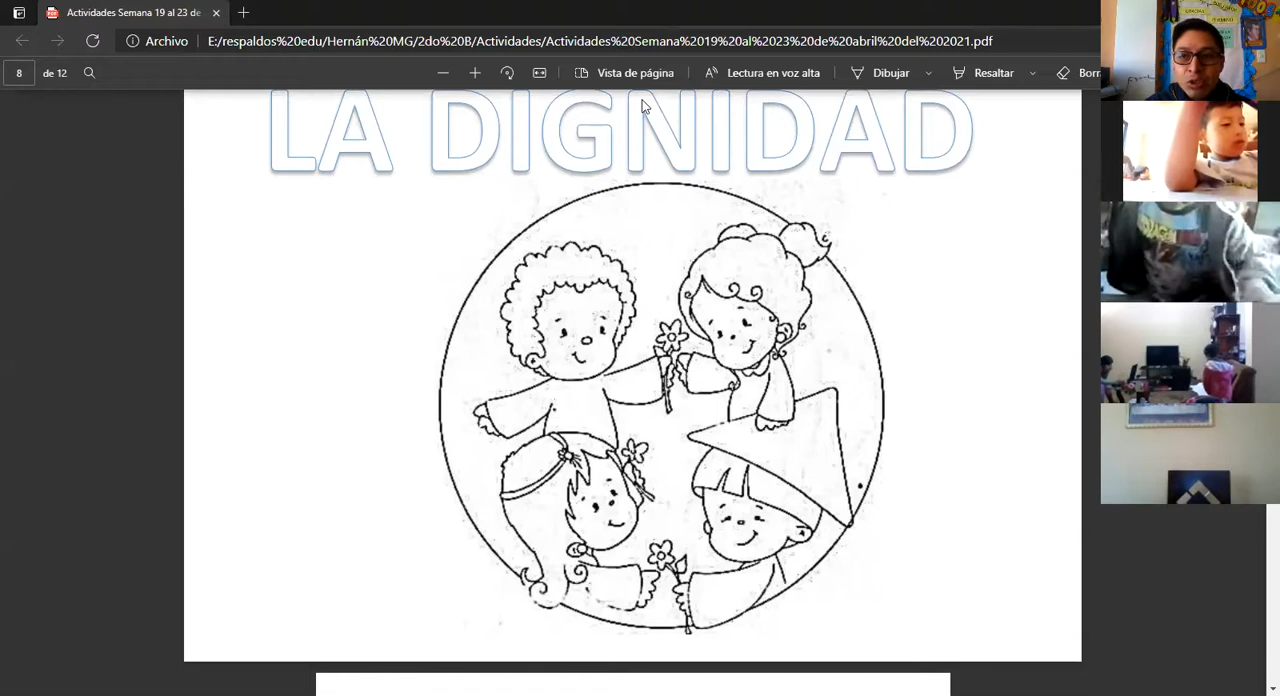 Actividades Semana 19 al 23 de
Archivo
E:/respaldos%20edu/Hernán%20MG/2do%20B/Actividades/Actividades%20Semana%2019%20al%2023%20de%20abril%20del%202021.pdf
8 de 12
Vista de página
Lectura en voz alta
Dibujar
Resaltar
Borr
LA DIGNIDAD